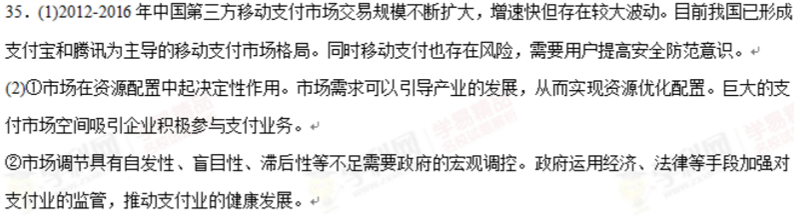 35．(1)2012-2016年中国第三方移动支付市场交易规模不断扩大，增速快但存在较大波动。目前我国已形成
支付宝和腾讯为主导的移动支付市场格局。同时移动支付也存在风险，需要用户提高安全防范意识。
(2)①市场在资源配置中起决定性作用。市场需求可以引导产业的发展，从而实现资源优化配置。巨大的支
付市场空间吸引企业积极参与支付业务。
②市场调节具有自发性、盲目性、滞后性等不足需要政府的宏观调控。政府运用经济、法律等手段加强对
支付业的监管，推动支付业的健康发展。